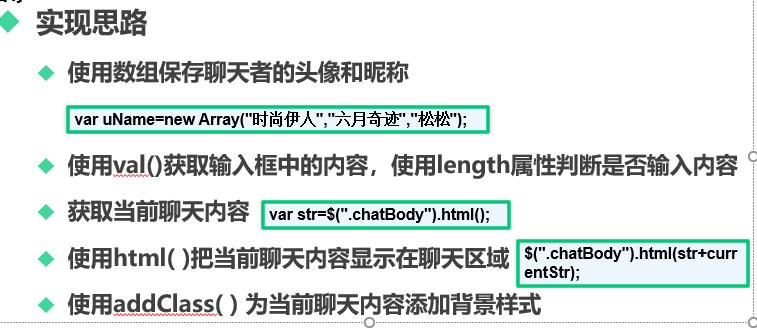 实现思路
使用数组保存聊天者的头像和昵称
var uName=new Array("时尚伊人","六月奇迹","松松");
使用val()获取输入框中的内容，使用length属性判断是否输入内容
获取当前聊天内容 var str=$(".chatBody").html();
使用html( )把当前聊天内容显示在聊天区域 $(".chatBody").html(str+curr
entStr);
使用addClass( ) 为当前聊天内容添加背景样式